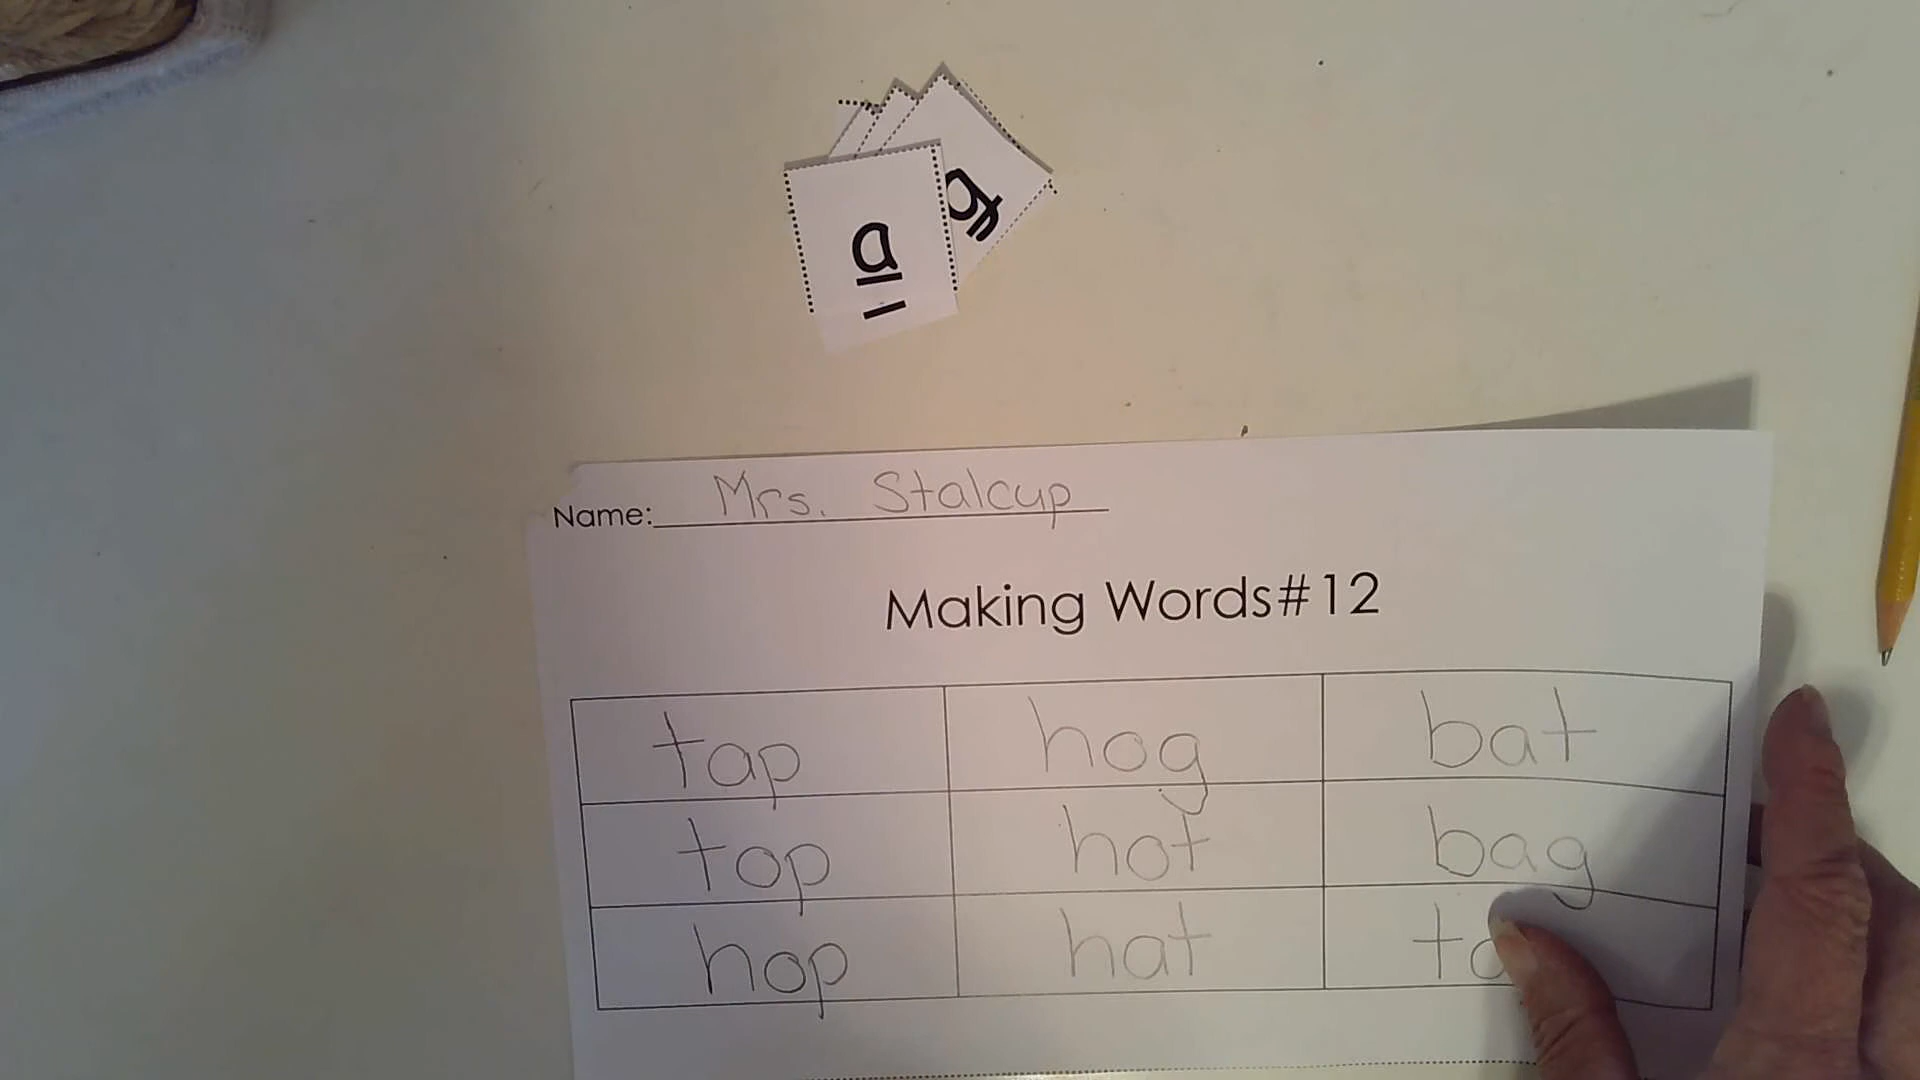 a
g
Name: Mrs. Stalcup
Making Words#12
tap hog bat
top hot bag
hop hat